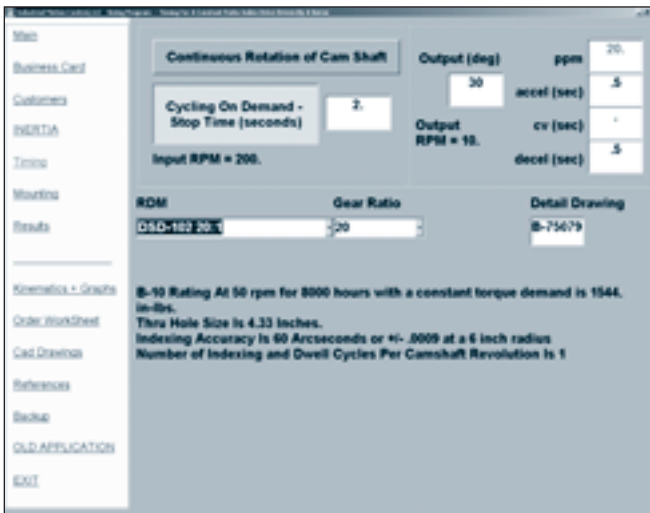 Main
Business Card
Customers
INERTIA
Timing
Mounting
Results
Kinematics + Graphs
Order WorkSheet
Cad Drawings
References
Backup
OLD APPLICATION
EXIT
Continuous Rotation of Cam Shaft
Cycling On Demand -
Stop Time (seconds)
2.
Input RPM = 200.
Output (deg)
30
Output
RPM = 10.
ppm
20.
accel (sec)
.5
cv (sec)
.
decel (sec)
.5
RDM
DSD-102 20:1
Gear Ratio
20
Detail Drawing
B-75079
B-10 Rating At 50 rpm for 8000 hours with a constant torque demand is 1544.
in-lbs.
Thru Hole Size Is 4.33 Inches.
Indexing Accuracy Is 60 Arcseconds or +/- .0009 at a 6 inch radius
Number of Indexing and Dwell Cycles Per Camshaft Revolution Is 1